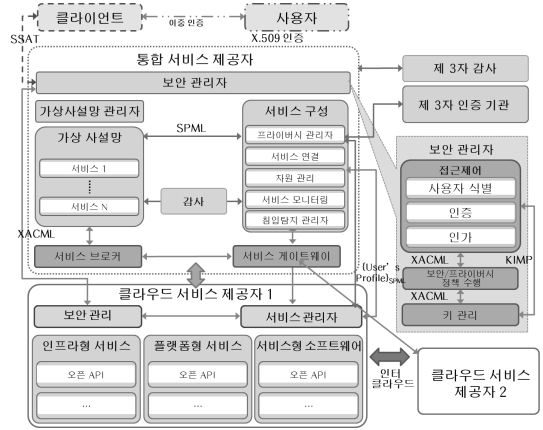 클라이언트
이중 인증
사용자
SSAT
X.509 인증
통합 서비스 제공자
보안 관리자
제 3자 감사
제 3자 인증 기관
가상사설망 관리자
서비스 구성
가상 사설망
SPML
프라이버시 관리자
서비스 연결
서비스 1
자원 관리
감사
서비스 모니터링
서비스 N
침입탐지 관리자
XACML
서비스 브로커
서비스 게이트웨이
보안 관리자
접근제어
사용자 식별
인증
인가
XACML
KIMP
보안/프라이버시
정책 수행
XACML
키 관리
(User's
Profile)SPML
클라우드 서비스 제공자 1
보안 관리
서비스 관리자
인프라형 서비스
플랫폼형 서비스
서비스형 소프트웨어
오픈 API
오픈 API
오픈 API
...
...
...
인터
클라우드
클라우드 서비스
제공자 2